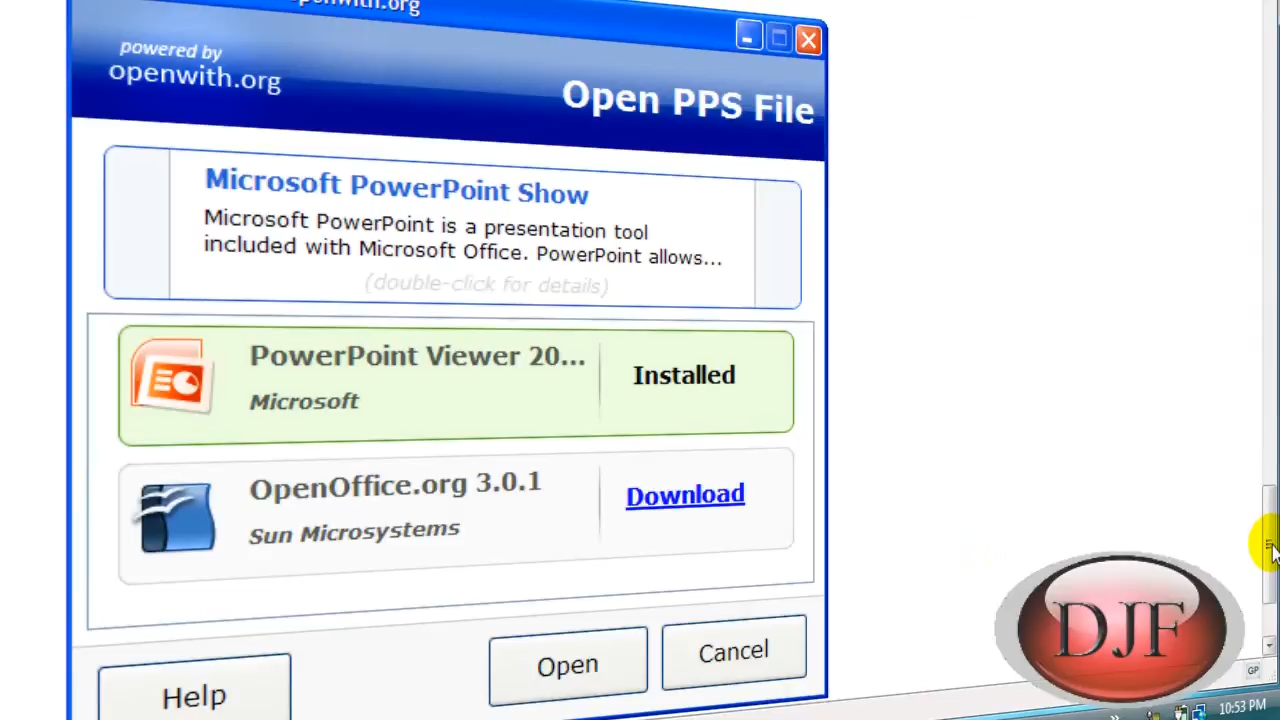 openwith.org
powered by
openwith.org
Open PPS File
Microsoft PowerPoint Show
Microsoft PowerPoint is a presentation tool
included with Microsoft Office. PowerPoint allows...
(double-click for details)
PowerPoint Viewer 20...
Microsoft
Installed
OpenOffice.org 3.0.1
Sun Microsystems
Download
Open
Cancel
Help
DJF
GP
10:53 PM